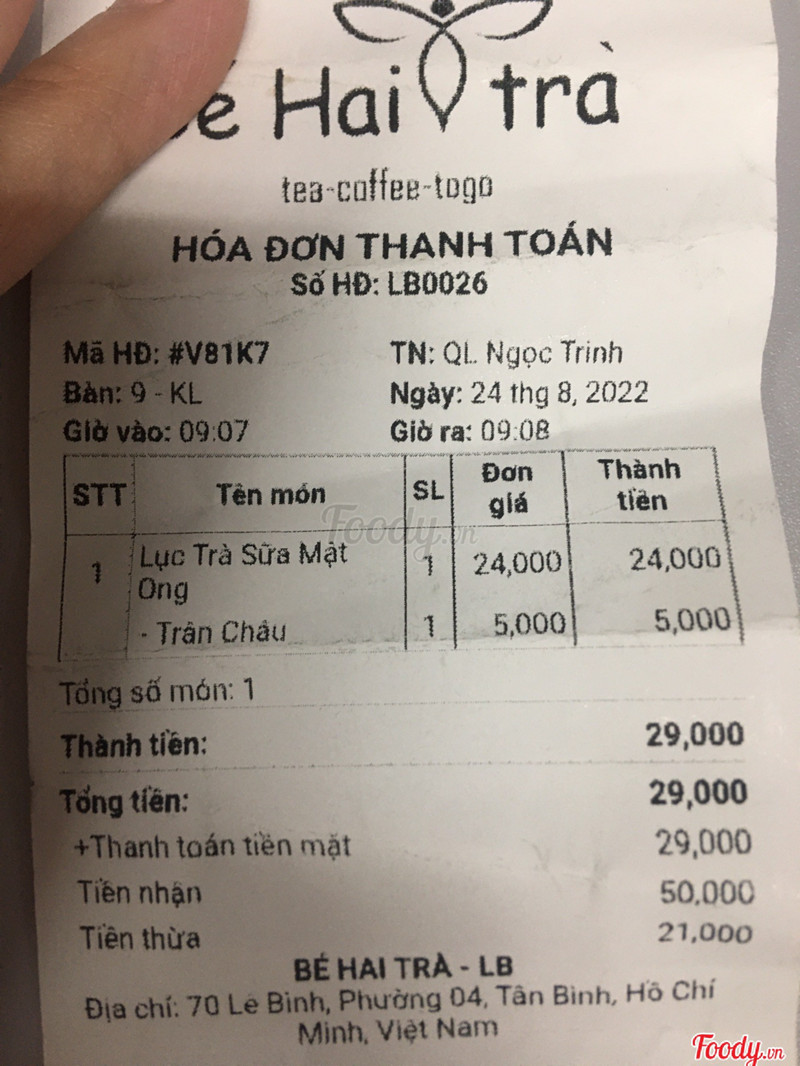 Bé Hai trà
tea-coffee-togo
HÓA ĐƠN THANH TOÁN
Số HĐ: LB0026
Mã HĐ: #V81K7 TN: QL Ngọc Trinh
Bàn: 9 - KL Ngày: 24 thg 8, 2022
Giờ vào: 09:07 Giờ ra: 09:08
STT Tên món SL Đơn giá Thành tiền
1 Lục Trà Sữa Mật Ong 1 24,000 24,000
- Trân Châu 1 5,000 5,000
Foody.vn
Tổng số món: 1
Thành tiền: 29,000
Tổng tiền: 29,000
+Thanh toán tiền mặt 29,000
Tiền nhận 50,000
Tiền thừa 21,000
BÉ HAI TRÀ - LB
Địa chỉ: 70 Lê Bình, Phường 04, Tân Bình, Hồ Chí
Minh, Việt Nam
Foody.vn